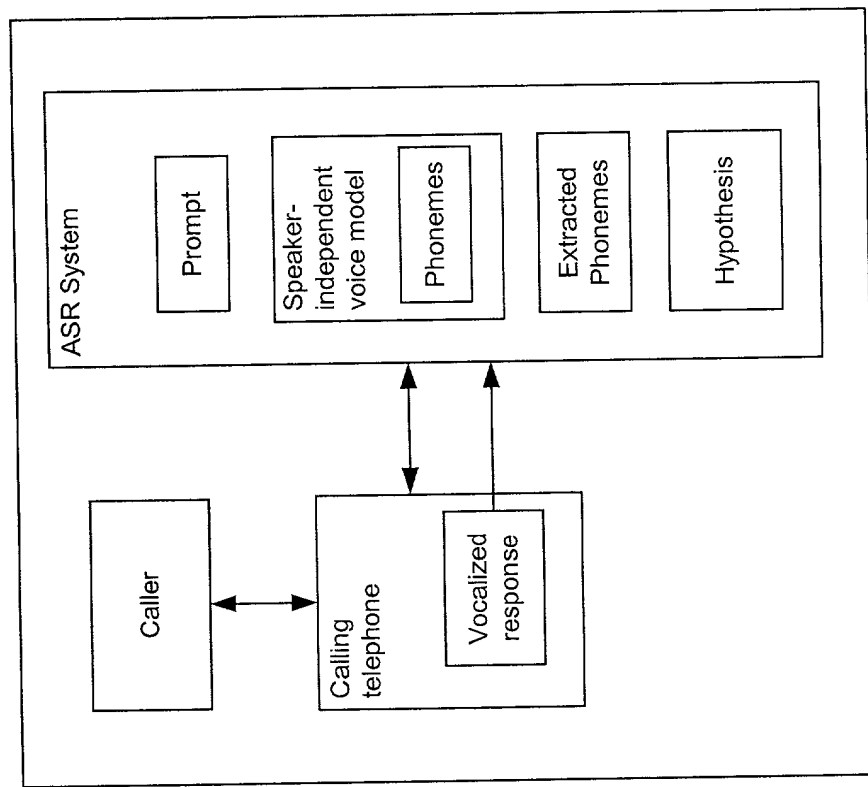 ASR System
Prompt
Speaker-
independent
voice model
Phonemes
Extracted
Phonemes
Hypothesis
Caller
Calling
telephone
Vocalized
response